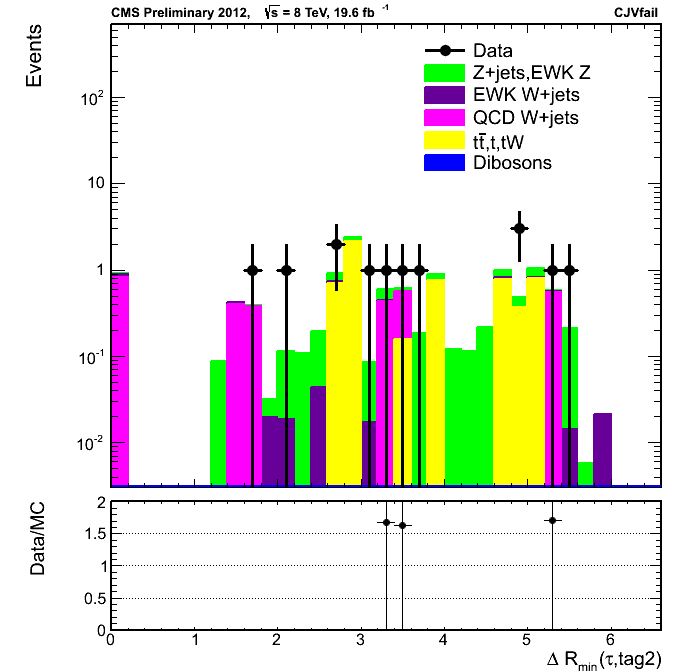 CMS Preliminary 2012, √s = 8 TeV, 19.6 fb⁻¹ CJVfail
Events
Data
Z+jets,EWK Z
EWK W+jets
QCD W+jets
tt̅,t,tW
Dibosons
10²
10
1
10⁻¹
10⁻²
Data/MC
2
1.5
1
0.5
0
0 1 2 3 4 5 6
Δ R_min(τ,tag2)